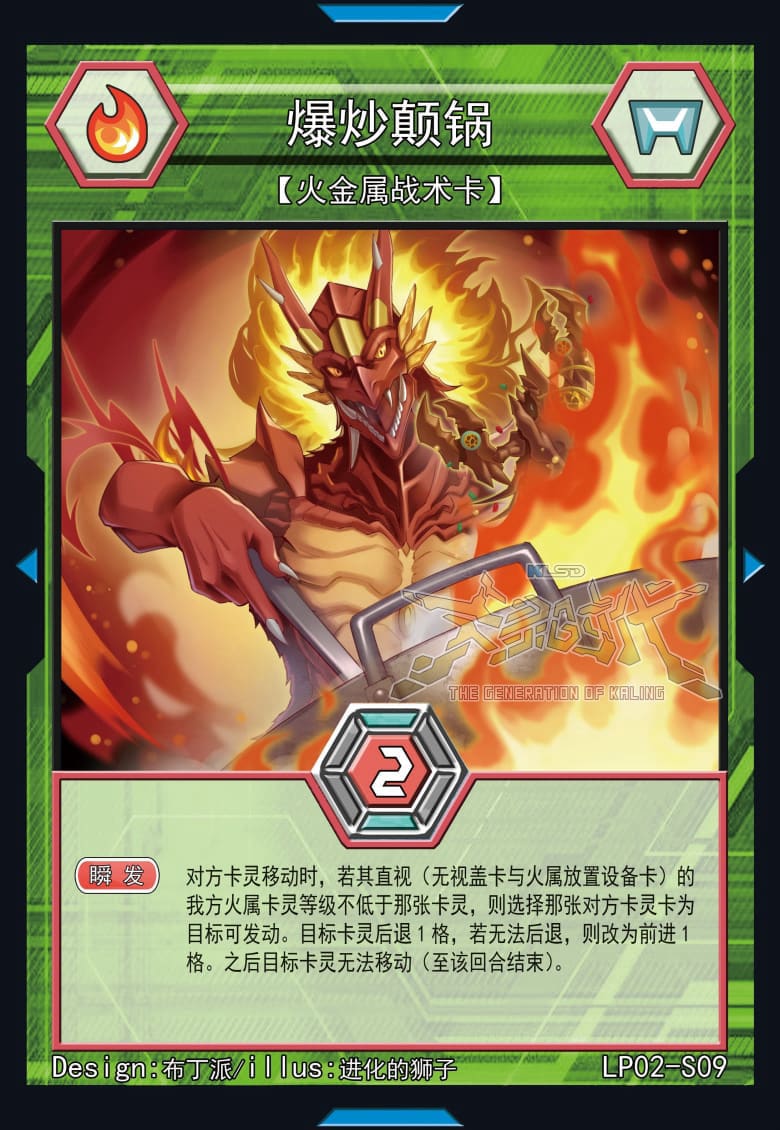 爆炒颠锅
【火金属战术卡】
KLSD
卡灵时代
THE GENERATION OF KALING
2
瞬发
对方卡灵移动时，若其直视（无视盖卡与火属放置设备卡）的
我方火属卡灵等级不低于那张卡灵，则选择那张对方卡灵卡为
目标可发动。目标卡灵后退1格，若无法后退，则改为前进1
格。之后目标卡灵无法移动（至该回合结束）。
Design:布丁派/illus:进化的狮子
LP02-S09